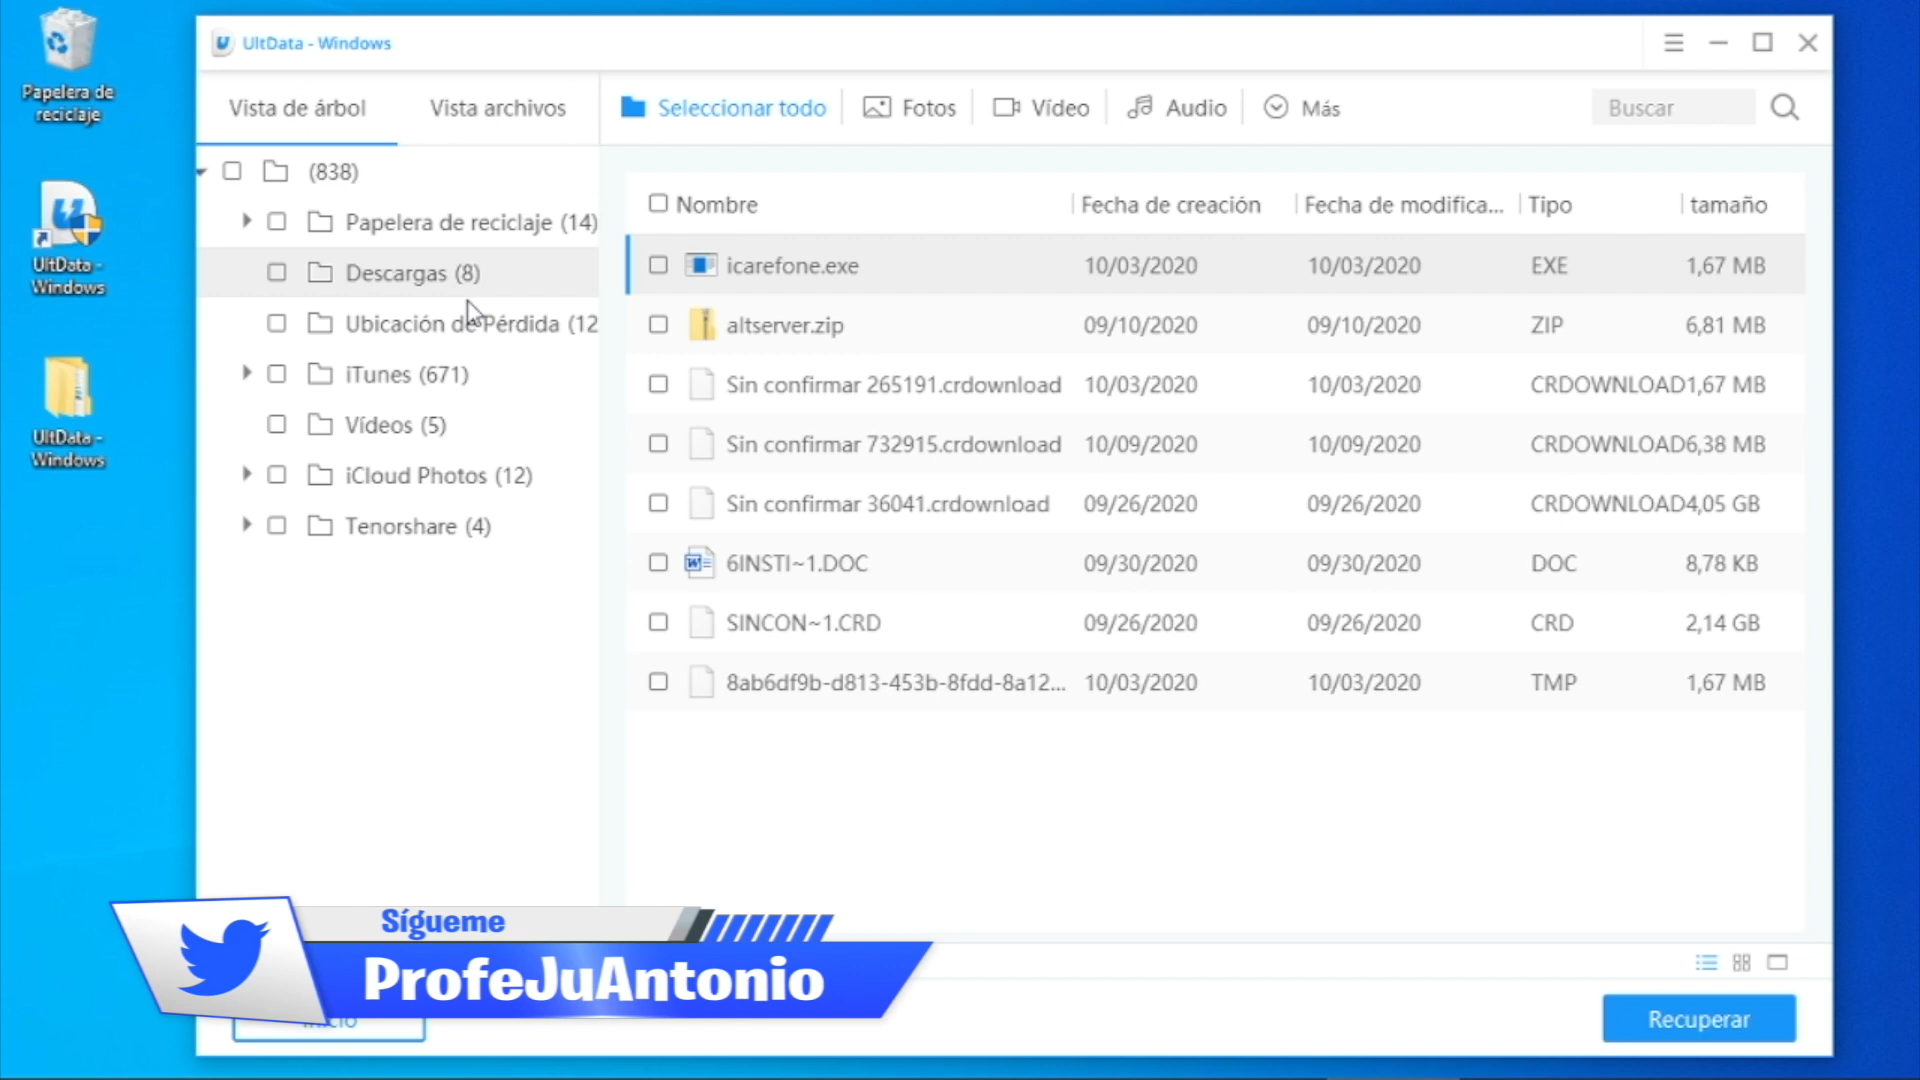 Papelera de
reciclaje
UltData -
Windows
UltData -
Windows
UltData - Windows
Vista de árbol Vista archivos
Seleccionar todo Fotos Vídeo Audio Más Buscar
(838)
Papelera de reciclaje (14)
Descargas (8)
Ubicación de Pérdida (12
iTunes (671)
Vídeos (5)
iCloud Photos (12)
Tenorshare (4)
Nombre Fecha de creación Fecha de modifica... Tipo tamaño
icarefone.exe 10/03/2020 10/03/2020 EXE 1,67 MB
altserver.zip 09/10/2020 09/10/2020 ZIP 6,81 MB
Sin confirmar 265191.crdownload 10/03/2020 10/03/2020 CRDOWNLOAD 1,67 MB
Sin confirmar 732915.crdownload 10/09/2020 10/09/2020 CRDOWNLOAD 6,38 MB
Sin confirmar 36041.crdownload 09/26/2020 09/26/2020 CRDOWNLOAD 4,05 GB
6INSTI~1.DOC 09/30/2020 09/30/2020 DOC 8,78 KB
SINCON~1.CRD 09/26/2020 09/26/2020 CRD 2,14 GB
8ab6df9b-d813-453b-8fdd-8a12... 10/03/2020 10/03/2020 TMP 1,67 MB
Sígueme
ProfeJuAntonio
Recuperar